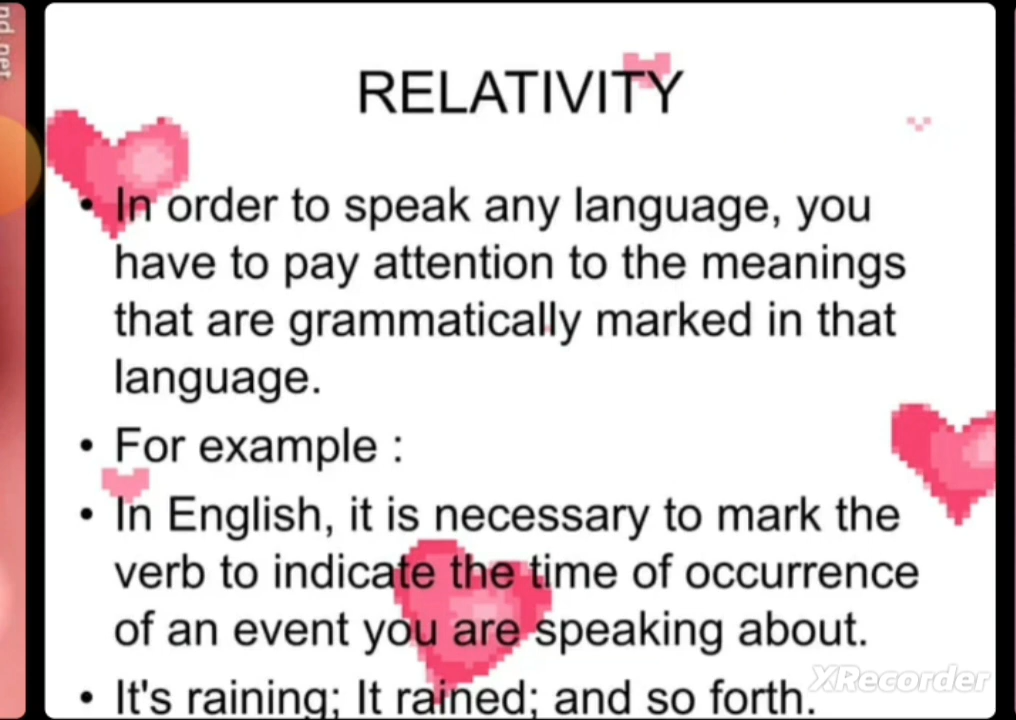 RELATIVITY
• In order to speak any language, you
have to pay attention to the meanings
that are grammatically marked in that
language.
• For example :
• In English, it is necessary to mark the
verb to indicate the time of occurrence
of an event you are speaking about.
• It's raining; It rained; and so forth.
XRecorder